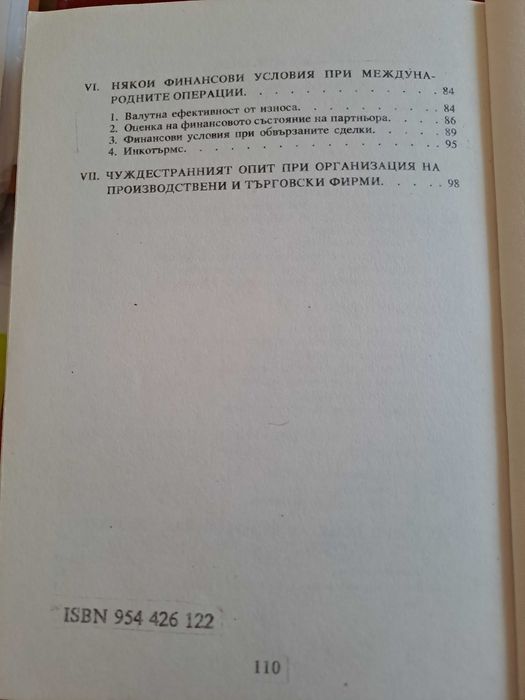 VI. НЯКОИ ФИНАНСОВИ УСЛОВИЯ ПРИ МЕЖДУНА-
РОДНИТЕ ОПЕРАЦИИ. . . . . . . . . . . . 84
1. Валутна ефективност от износа. . . . . . . . . 84
2. Оценка на финансовото състояние на партньора. . . . 86
3. Финансови условия при обвързаните сделки. . . . . 89
4. Инкотърмс. . . . . . . . . . . . . . . 95
VII. ЧУЖДЕСТРАННИЯТ ОПИТ ПРИ ОРГАНИЗАЦИЯ НА
ПРОИЗВОДСТВЕНИ И ТЪРГОВСКИ ФИРМИ. . . . . 98
ISBN 954 426 122
110